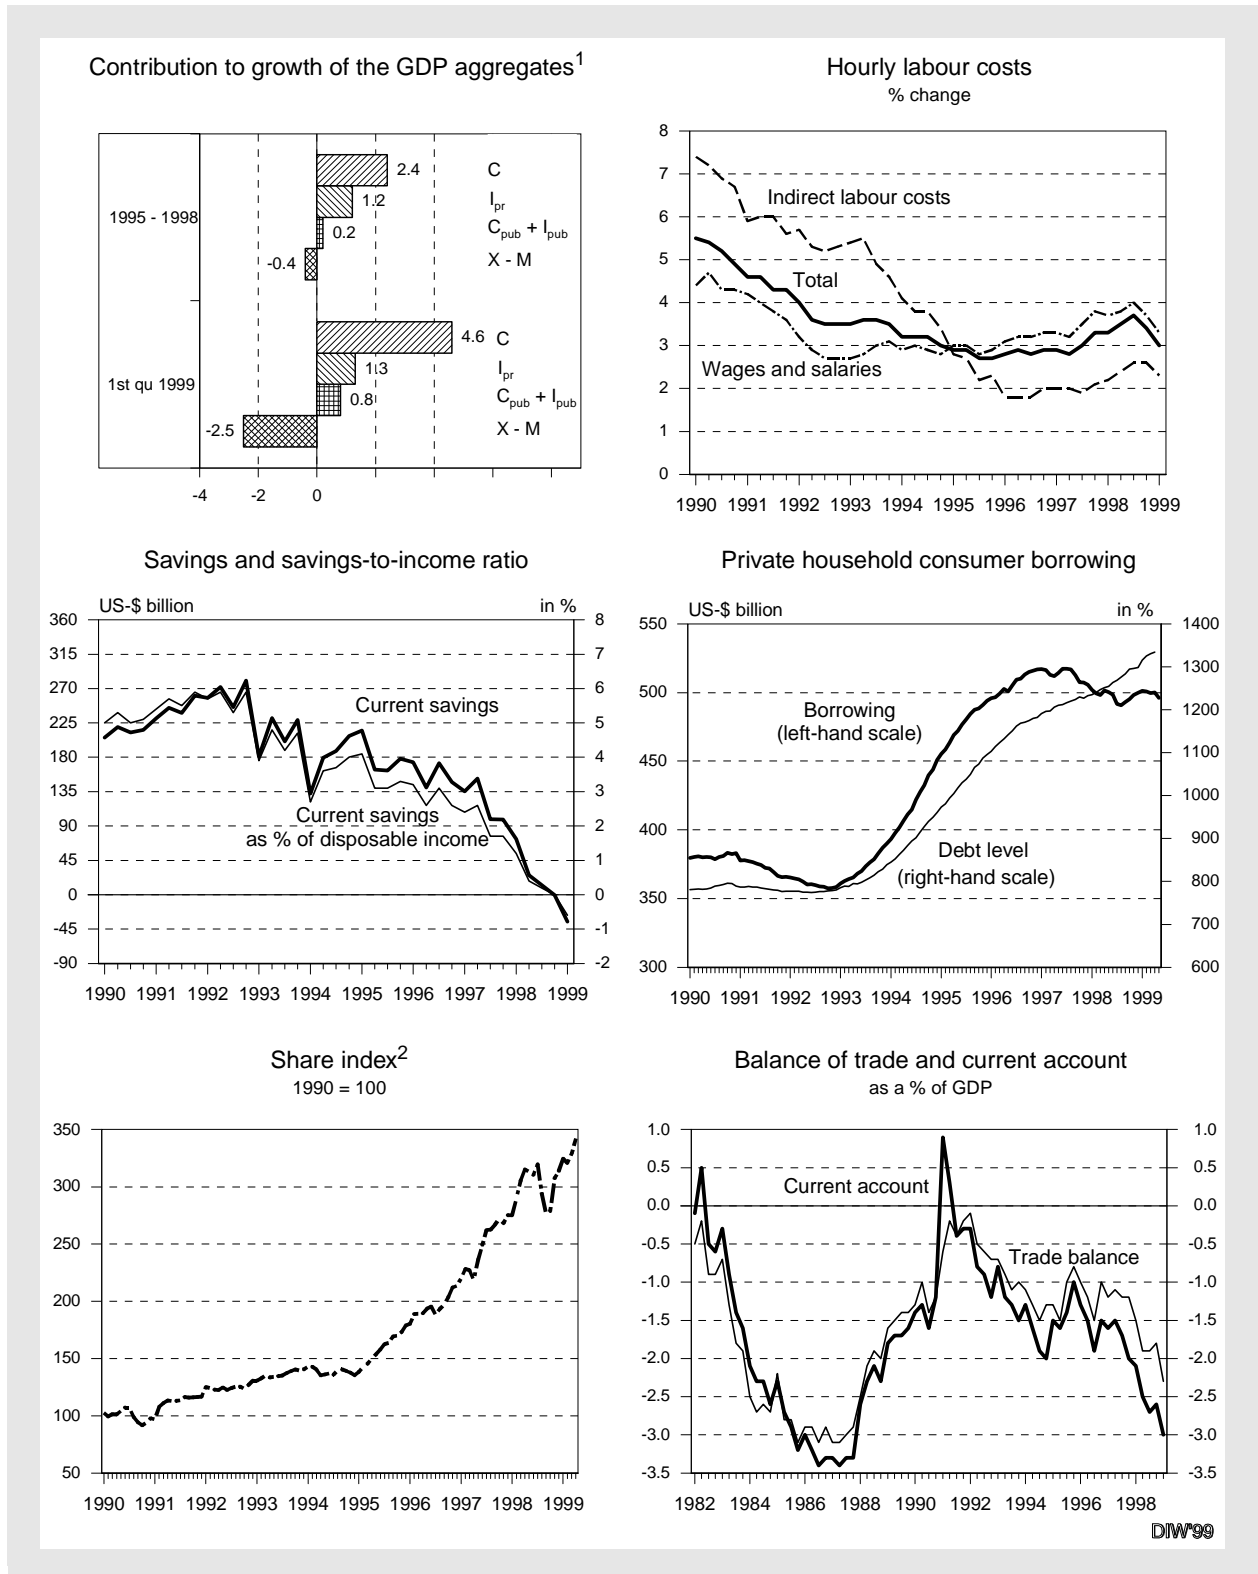 Contribution to growth of the GDP aggregates1
1995 - 1998
2.4 C
1.2 Ipr
0.2 Cpub + Ipub
-0.4 X - M
1st qu 1999
4.6 C
1.3 Ipr
0.8 Cpub + Ipub
-2.5 X - M
-4 -2 0
Hourly labour costs
% change
8
7
Indirect labour costs
6
5
Total
4
3
Wages and salaries
2
1
0
1990 1991 1992 1993 1994 1995 1996 1997 1998 1999
Savings and savings-to-income ratio
US-$ billion in %
360 8
315 7
270 6
Current savings
225 5
180 4
135 3
Current savings
90 2
as % of disposable income
45 1
0 0
-45 -1
-90 -2
1990 1991 1992 1993 1994 1995 1996 1997 1998 1999
Private household consumer borrowing
US-$ billion in %
550 1400
1300
500
Borrowing 1200
(left-hand scale)
1100
450
1000
400
900
Debt level
(right-hand scale) 800
350
700
300 600
1990 1991 1992 1993 1994 1995 1996 1997 1998 1999
Share index2
1990 = 100
350
300
250
200
150
100
50
1990 1991 1992 1993 1994 1995 1996 1997 1998 1999
Balance of trade and current account
as a % of GDP
1.0 1.0
0.5 0.5
Current account
0.0 0.0
-0.5 -0.5
Trade balance
-1.0 -1.0
-1.5 -1.5
-2.0 -2.0
-2.5 -2.5
-3.0 -3.0
-3.5 -3.5
1982 1984 1986 1988 1990 1992 1994 1996 1998
DIW'99